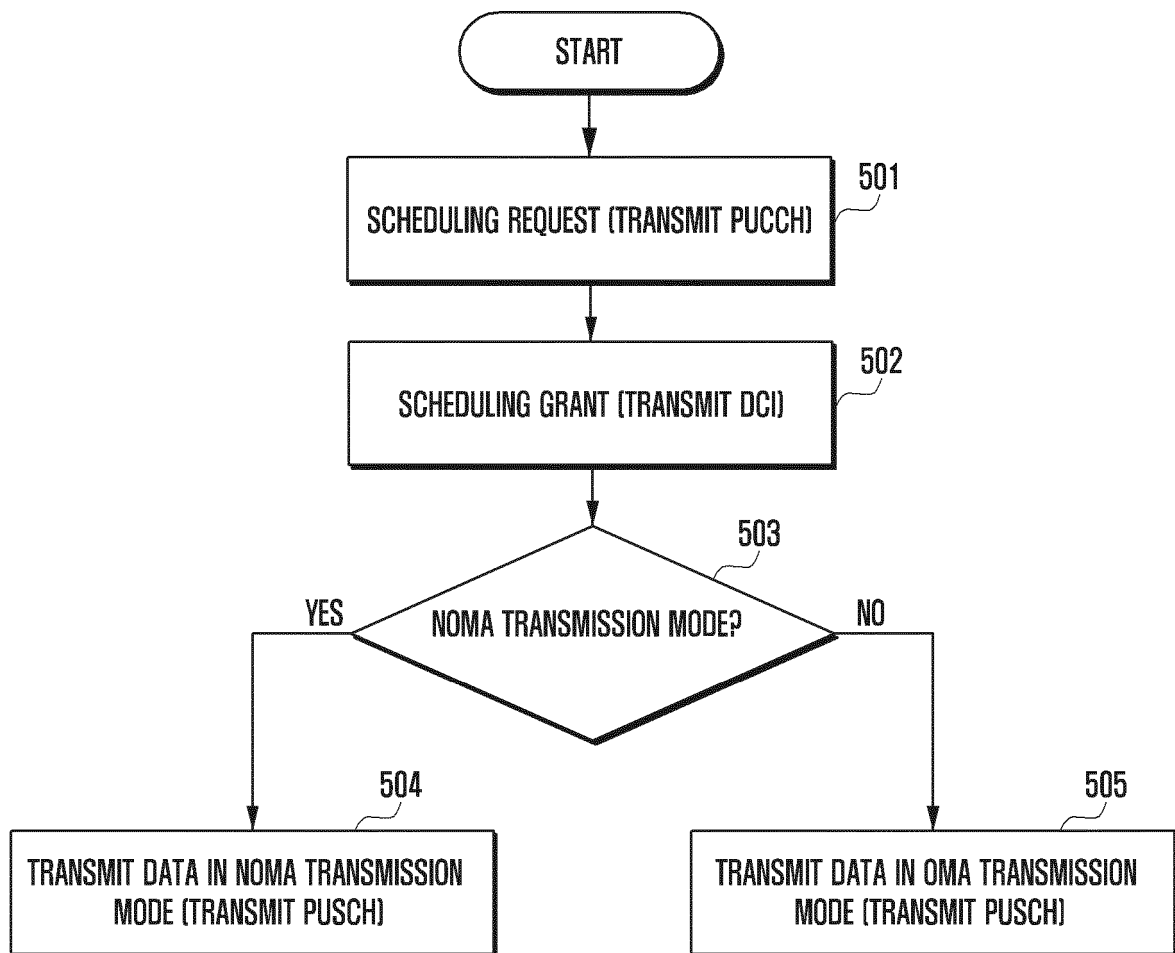 START
501
SCHEDULING REQUEST (TRANSMIT PUCCH)
502
SCHEDULING GRANT (TRANSMIT DCI)
503
NOMA TRANSMISSION MODE?
YES
NO
504
TRANSMIT DATA IN NOMA TRANSMISSION
MODE (TRANSMIT PUSCH)
505
TRANSMIT DATA IN OMA TRANSMISSION
MODE (TRANSMIT PUSCH)